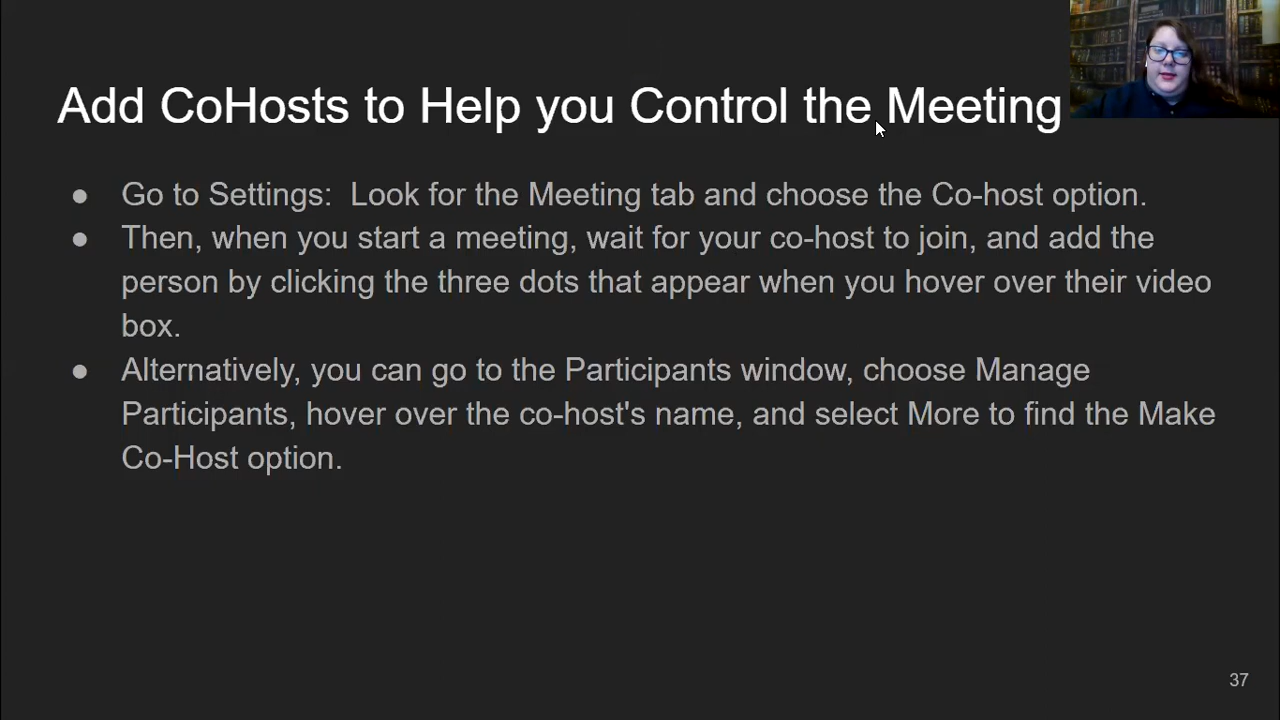 Add CoHosts to Help you Control the Meeting
● Go to Settings:  Look for the Meeting tab and choose the Co-host option.
● Then, when you start a meeting, wait for your co-host to join, and add the
person by clicking the three dots that appear when you hover over their video
box.
● Alternatively, you can go to the Participants window, choose Manage
Participants, hover over the co-host's name, and select More to find the Make
Co-Host option.
37